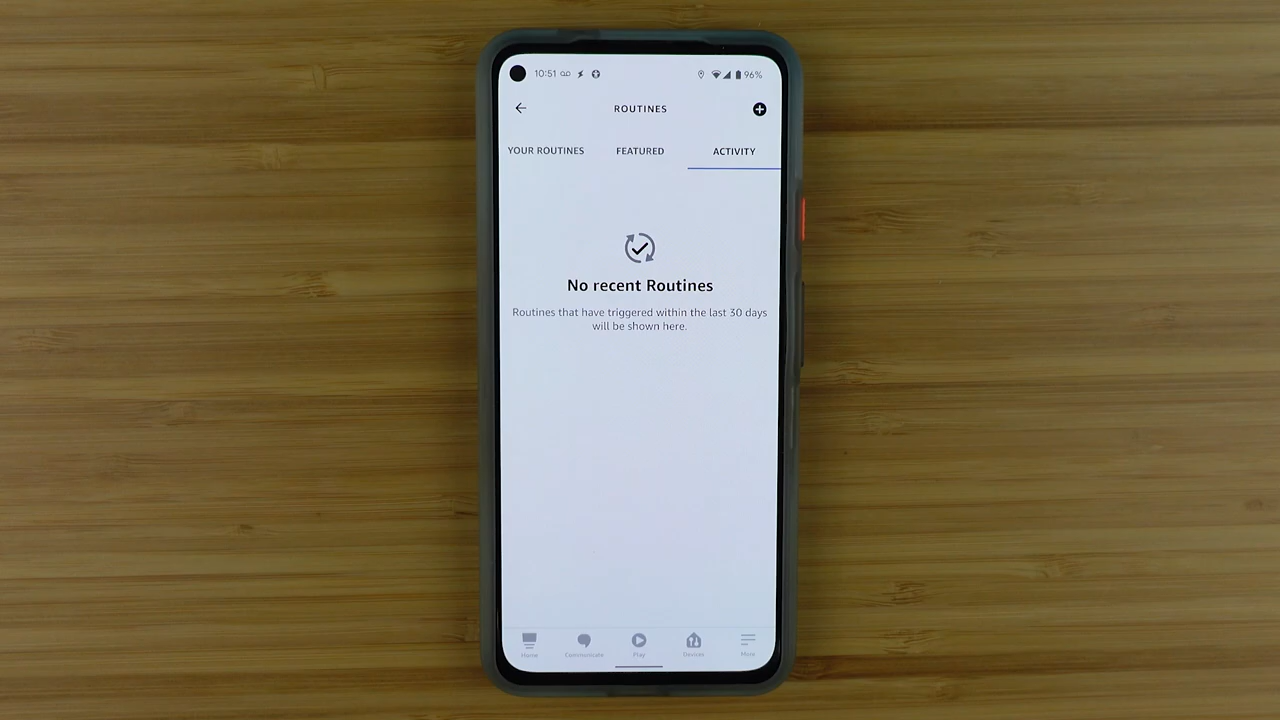 10:51 96%
ROUTINES
YOUR ROUTINES FEATURED ACTIVITY
No recent Routines
Routines that have triggered within the last 30 days
will be shown here.
Home Communicate Play Devices More